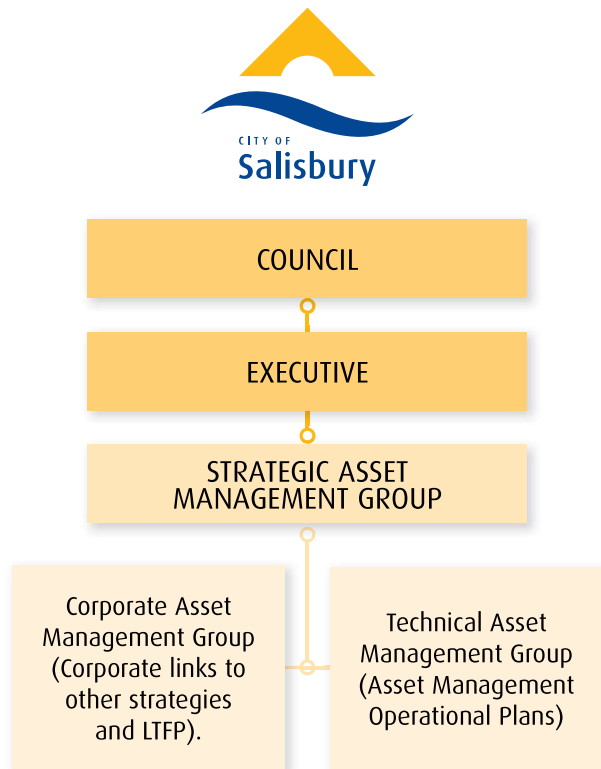 CITY OF
Salisbury
COUNCIL
EXECUTIVE
STRATEGIC ASSET
MANAGEMENT GROUP
Corporate Asset
Management Group
(Corporate links to
other strategies
and LTFP).
Technical Asset
Management Group
(Asset Management
Operational Plans)